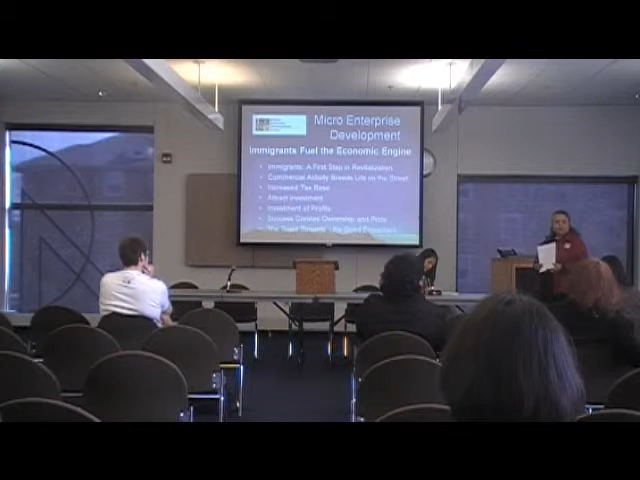 Micro Enterprise
Development
Immigrants Fuel the Economic Engine
• Immigrants: A First Step in Revitalization
• Commercial Activity Breeds Life on the Street
• Increased Tax Base
• Attract Investment
• Investment of Profits
• Success Creates Ownership and Pride